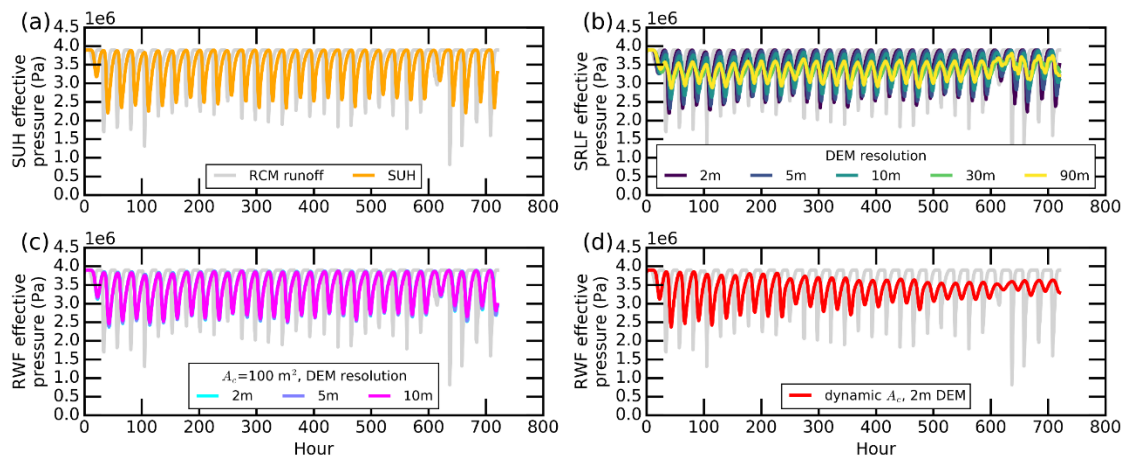 (a)
1e6
4.5
4.0
3.5
3.0
2.5
2.0
1.5
1.0
0.5
0.0
SUH effective
pressure (Pa)
RCM runoff
SUH
0 100 200 300 400 500 600 700 800
(b)
1e6
4.5
4.0
3.5
3.0
2.5
2.0
1.5
1.0
0.5
0.0
SRLF effective
pressure (Pa)
DEM resolution
2m 5m 10m 30m 90m
0 100 200 300 400 500 600 700 800
(c)
1e6
4.5
4.0
3.5
3.0
2.5
2.0
1.5
1.0
0.5
0.0
RWF effective
pressure (Pa)
A_c=100 m², DEM resolution
2m 5m 10m
0 100 200 300 400 500 600 700 800
Hour
(d)
1e6
4.5
4.0
3.5
3.0
2.5
2.0
1.5
1.0
0.5
0.0
RWF effective
pressure (Pa)
dynamic A_c, 2m DEM
0 100 200 300 400 500 600 700 800
Hour